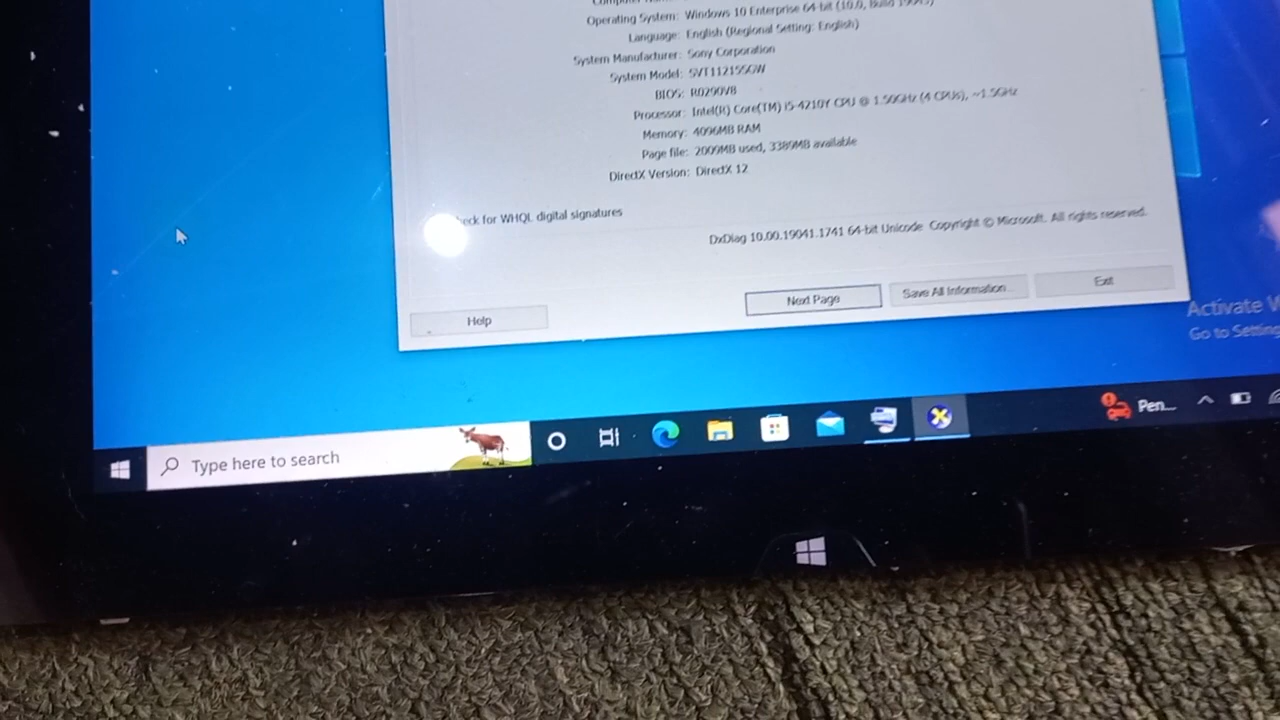 Operating System: Windows 10 Enterprise 64-bit (10.0, Build 19045)
Language: English (Regional Setting: English)
System Manufacturer: Sony Corporation
System Model: SVT11215SGW
BIOS: R0290V8
Processor: Intel(R) Core(TM) i5-4210Y CPU @ 1.50GHz (4 CPUs), ~1.5GHz
Memory: 4096MB RAM
Page file: 2009MB used, 3389MB available
DirectX Version: DirectX 12
for WHQL digital signatures
DxDiag 10.00.19041.1741 64-bit Unicode Copyright © Microsoft. All rights reserved.
Help
Next Page
Save All Information...
Exit
Activate W
Go to Setting
Type here to search
Pen...